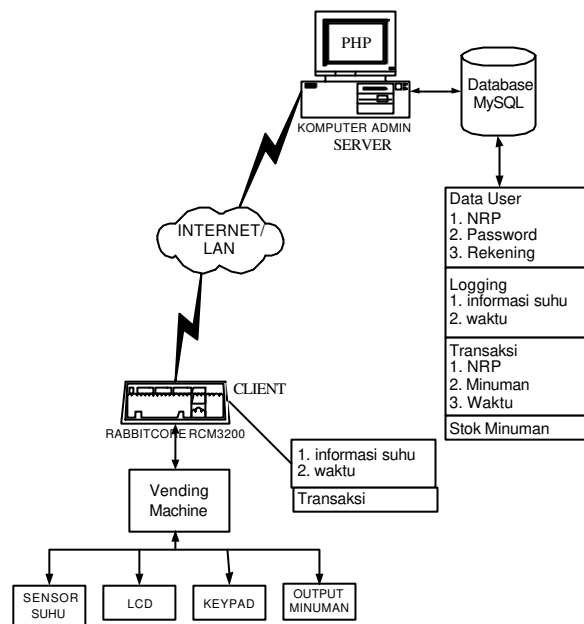 PHP
Database
MySQL
KOMPUTER ADMIN
SERVER
Data User
1. NRP
2. Password
3. Rekening
INTERNET/
LAN
Logging
1. informasi suhu
2. waktu
Transaksi
1. NRP
2. Minuman
3. Waktu
Stok Minuman
CLIENT
RABBITCORE RCM3200
1. informasi suhu
2. waktu
Transaksi
Vending
Machine
SENSOR
SUHU
LCD
KEYPAD
OUTPUT
MINUMAN